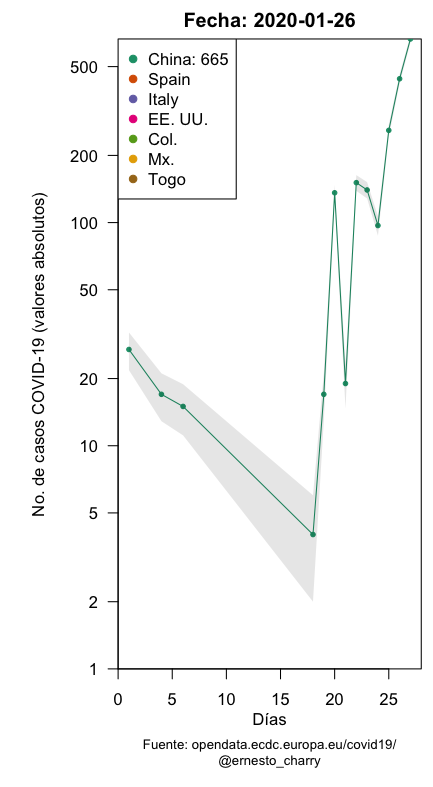 Fecha: 2020-01-26
China: 665
Spain
Italy
EE. UU.
Col.
Mx.
Togo
No. de casos COVID-19 (valores absolutos)
500
200
100
50
20
10
5
2
1
0 5 10 15 20 25
Días
Fuente: opendata.ecdc.europa.eu/covid19/
@ernesto_charry